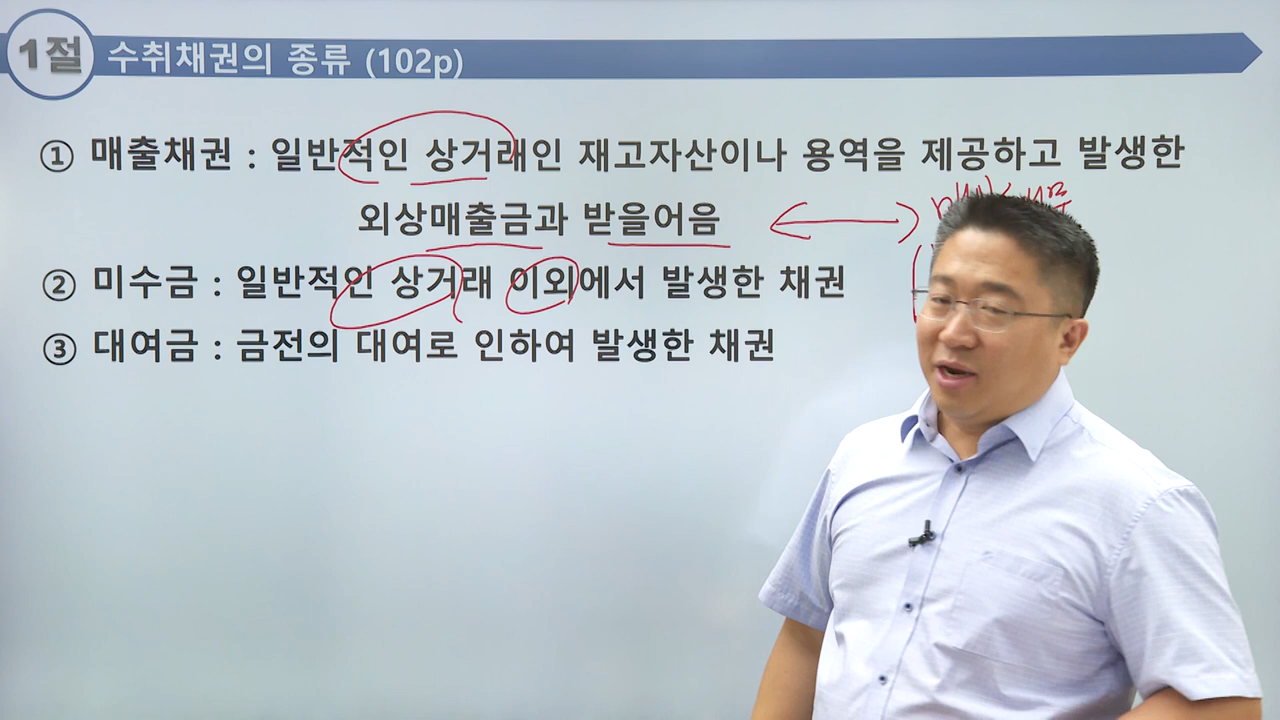 1절 수취채권의 종류 (102p)
① 매출채권 : 일반적인 상거래인 재고자산이나 용역을 제공하고 발생한
외상매출금과 받을어음
② 미수금 : 일반적인 상거래 이외에서 발생한 채권
③ 대여금 : 금전의 대여로 인하여 발생한 채권